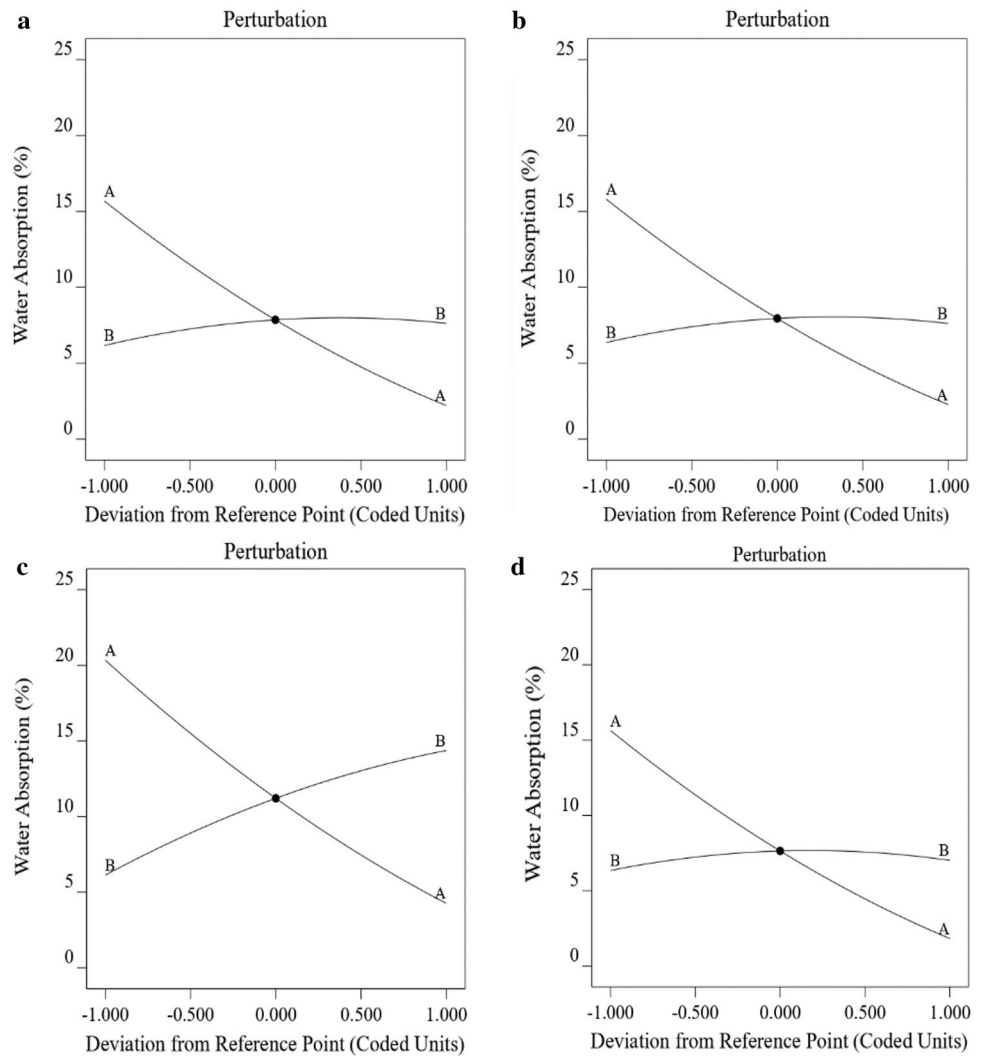 a
Perturbation
Water Absorption (%)
25
20
15
10
5
0
A
B
B
A
-1.000 -0.500 0.000 0.500 1.000
Deviation from Reference Point (Coded Units)
b
Perturbation
Water Absorption (%)
25
20
15
10
5
0
A
B
B
A
-1.000 -0.500 0.000 0.500 1.000
Deviation from Reference Point (Coded Units)
c
Perturbation
Water Absorption (%)
25
20
15
10
5
0
A
B
B
A
-1.000 -0.500 0.000 0.500 1.000
Deviation from Reference Point (Coded Units)
d
Perturbation
Water Absorption (%)
25
20
15
10
5
0
A
B
B
A
-1.000 -0.500 0.000 0.500 1.000
Deviation from Reference Point (Coded Units)